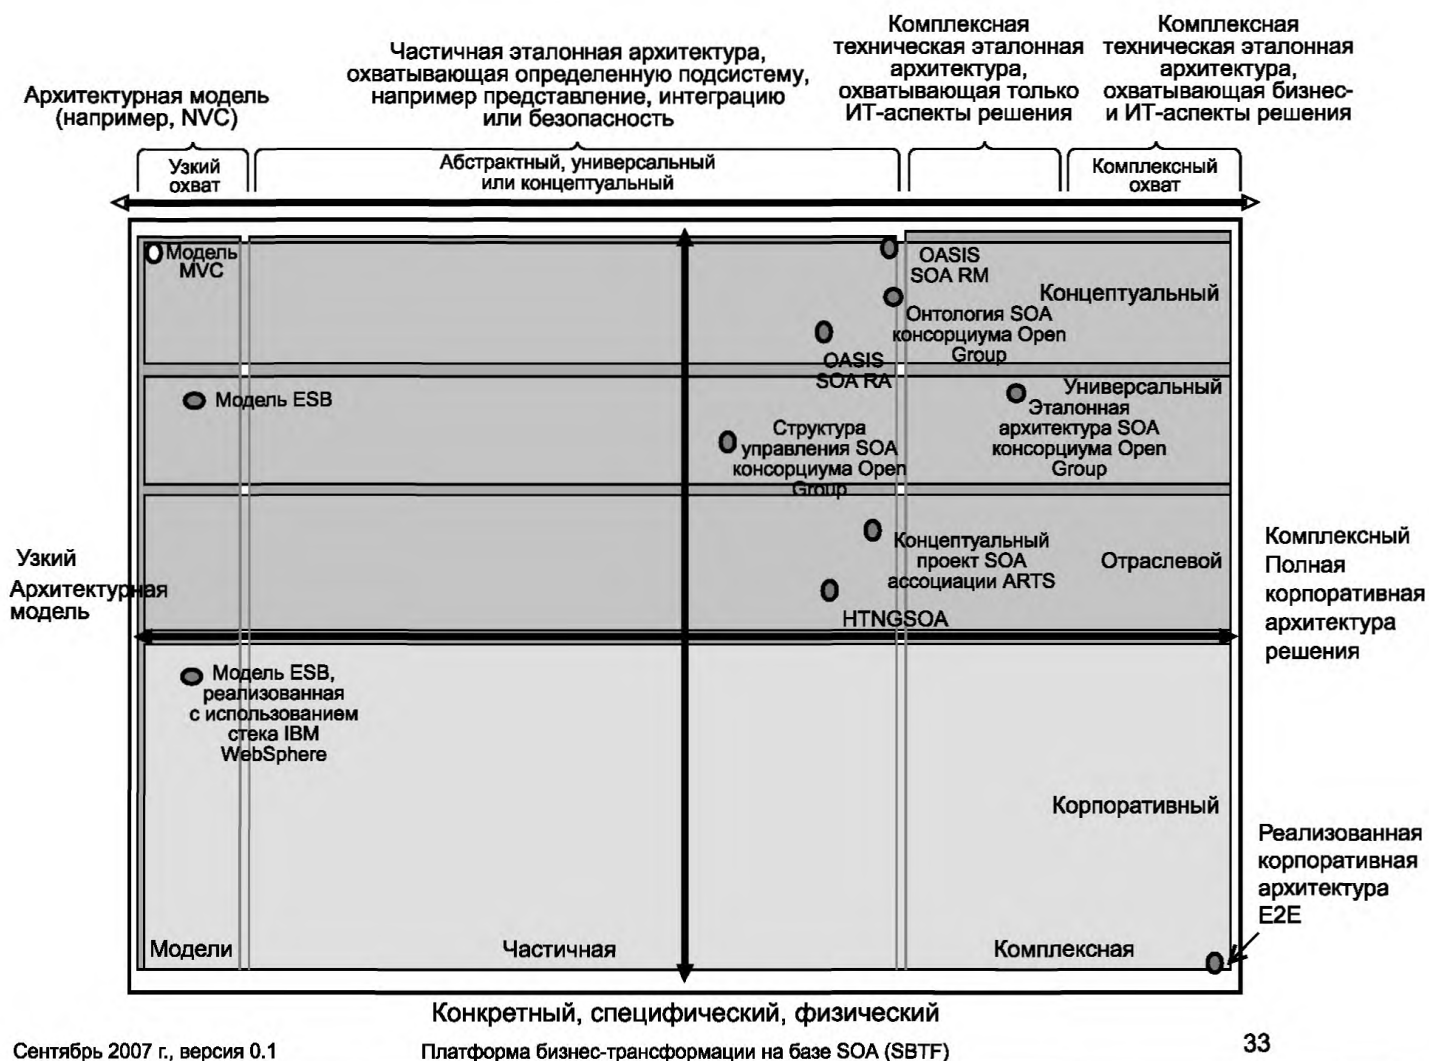 Архитектурная модель
(например, NVC)
Частичная эталонная архитектура,
охватывающая определенную подсистему,
например представление, интеграцию
или безопасность
Комплексная
техническая эталонная
архитектура,
охватывающая только
ИТ-аспекты решения
Комплексная
техническая эталонная
архитектура,
охватывающая бизнес-
и ИТ-аспекты решения
Узкий
охват
Абстрактный, универсальный
или концептуальный
Комплексный
охват
Модель
MVC
OASIS
SOA RM
Концептуальный
Онтология SOA
консорциума Open
Group
OASIS
SOA RA
Модель ESB
Универсальный
Эталонная
архитектура SOA
консорциума Open
Group
Структура
управления SOA
консорциума Open
Group
Концептуальный
проект SOA
ассоциации ARTS
Отраслевой
HTNGSOA
Узкий
Архитектурная
модель
Комплексный
Полная
корпоративная
архитектура
решения
Модель ESB,
реализованная
с использованием
стека IBM
WebSphere
Корпоративный
Реализованная
корпоративная
архитектура
E2E
Модели
Частичная
Комплексная
Конкретный, специфический, физический
Сентябрь 2007 г., версия 0.1
Платформа бизнес-трансформации на базе SOA (SBTF)
33